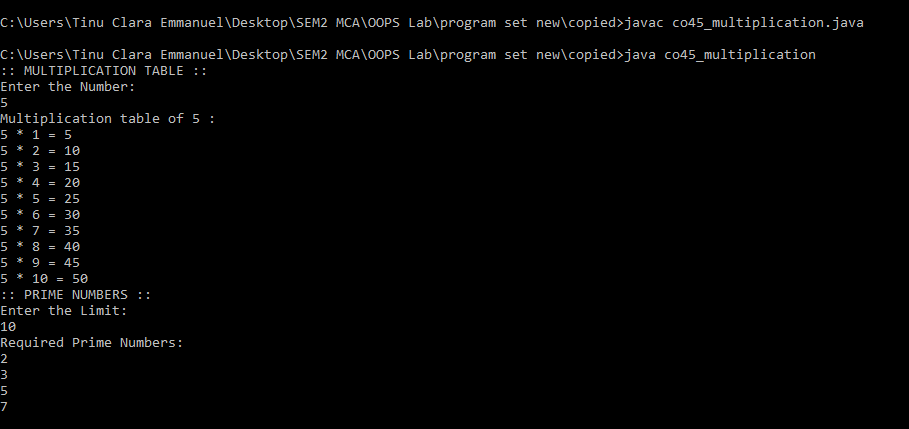 C:\Users\Tinu Clara Emmanuel\Desktop\SEM2 MCA\OOPS Lab\program set new\copied>javac co45_multiplication.java
C:\Users\Tinu Clara Emmanuel\Desktop\SEM2 MCA\OOPS Lab\program set new\copied>java co45_multiplication
:: MULTIPLICATION TABLE ::
Enter the Number:
5
Multiplication table of 5 :
5 * 1 = 5
5 * 2 = 10
5 * 3 = 15
5 * 4 = 20
5 * 5 = 25
5 * 6 = 30
5 * 7 = 35
5 * 8 = 40
5 * 9 = 45
5 * 10 = 50
:: PRIME NUMBERS ::
Enter the Limit:
10
Required Prime Numbers:
2
3
5
7